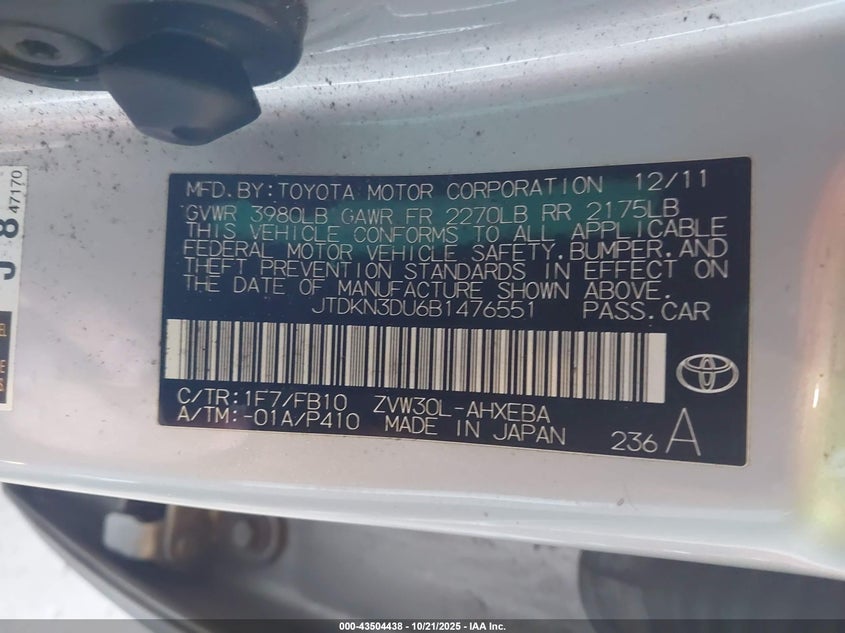 MFD.BY:TOYOTA MOTOR CORPORATION 12/11
GVWR 3980LB GAWR FR 2270LB RR 2175LB
THIS VEHICLE CONFORMS TO ALL APPLICABLE
FEDERAL MOTOR VEHICLE SAFETY,BUMPER,AND
THEFT PREVENTION STANDARDS IN EFFECT ON
THE DATE OF MANUFACTURE SHOWN ABOVE.
JTDKN3DU6B1476551 PASS.CAR
C/TR:1F7/FB10 ZVW30L-AHXEBA
A/TM:-01A/P410 MADE IN JAPAN 236 A
47170
000-43504438 - 10/21/2025 - IAA Inc.